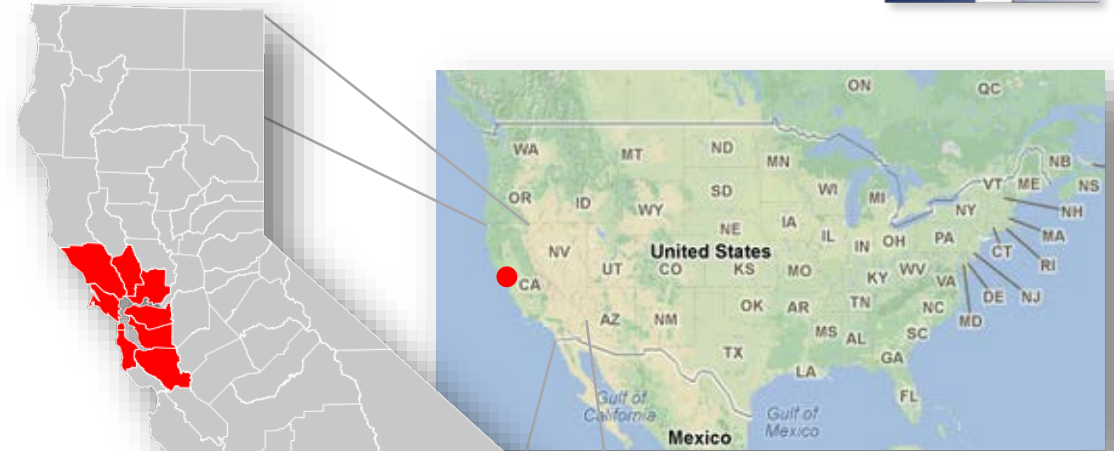 ON
QC
WA
MT
ND
MN
NB
OR
ID
SD
WI
MI
VT
ME
NS
WY
NY
NH
NE
IA
MA
NV
United States
IL
IN
OH
PA
CT
UT
CO
KS
MO
RI
CA
KY
WV
VA
DE
NJ
AZ
NM
OK
AR
TN
NC
MD
MS
AL
SC
TX
GA
LA
FL
Gulf of
California
Gulf of
Mexico
Mexico